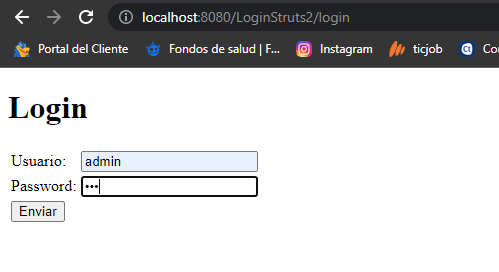 localhost:8080/LoginStruts2/login
Portal del Cliente Fondos de salud | F... Instagram ticjob Co
Login
Usuario: admin
Password: •••
Enviar